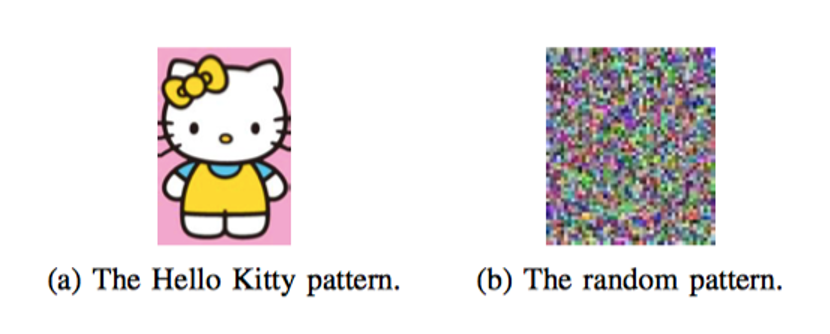 (a) The Hello Kitty pattern.
(b) The random pattern.